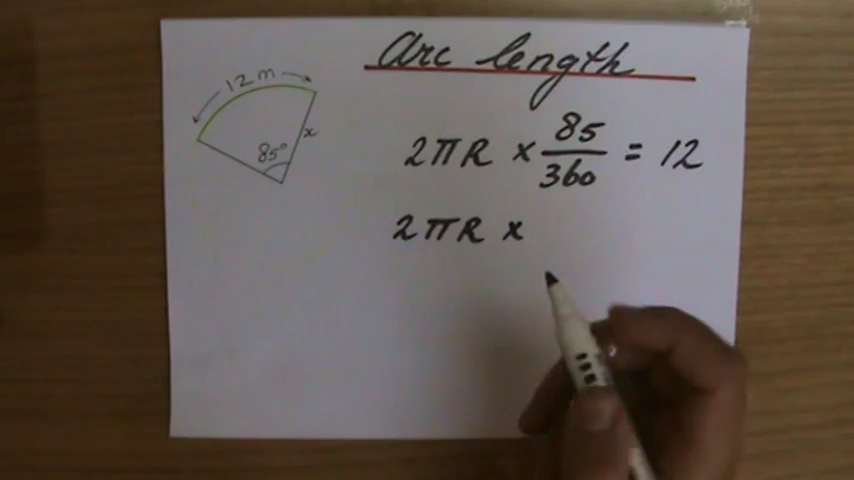 Arc length
12 m
x
85°
2πR × 85/360 = 12
2πR ×